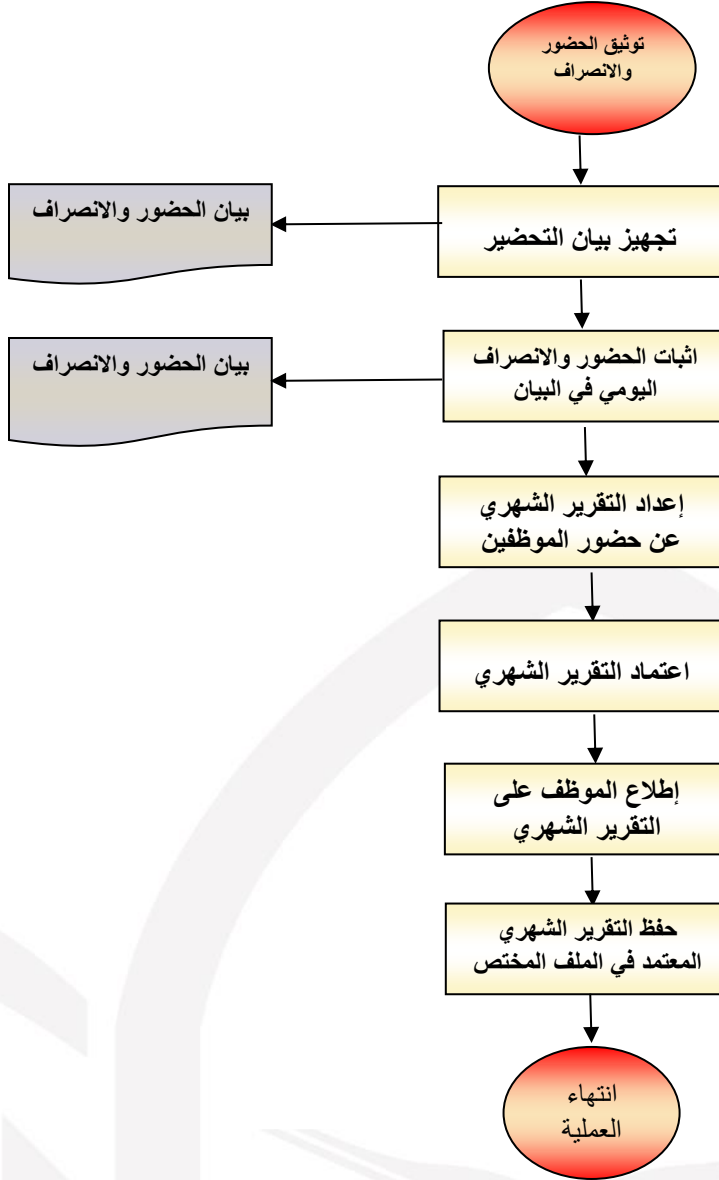 توثيق الحضور
والانصراف
تجهيز بيان التحضير
بيان الحضور والانصراف
اثبات الحضور والانصراف
اليومي في البيان
بيان الحضور والانصراف
إعداد التقرير الشهري
عن حضور الموظفين
اعتماد التقرير الشهري
إطلاع الموظف على
التقرير الشهري
حفظ التقرير الشهري
المعتمد في الملف المختص
انتهاء
العملية